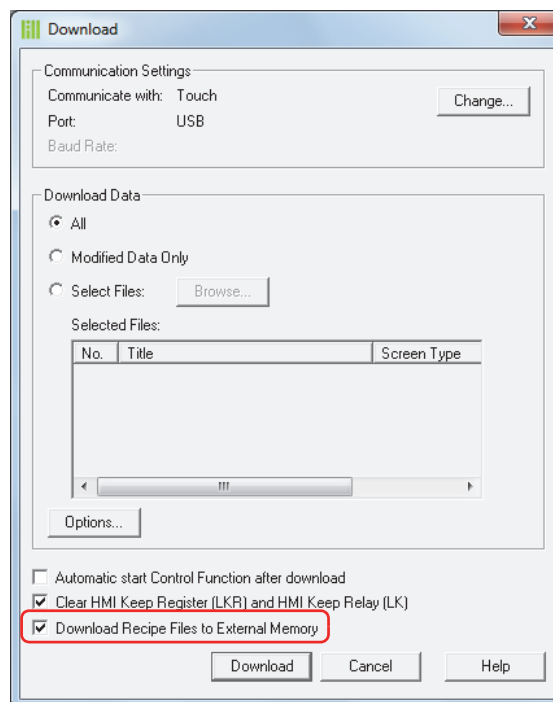 Download
Communication Settings
Communicate with: Touch
Change...
Port: USB
Baud Rate:
Download Data
All
Modified Data Only
Select Files: Browse...
Selected Files:
No. Title Screen Type
Options...
Automatic start Control Function after download
Clear HMI Keep Register (LKR) and HMI Keep Relay (LK)
Download Recipe Files to External Memory
Download Cancel Help